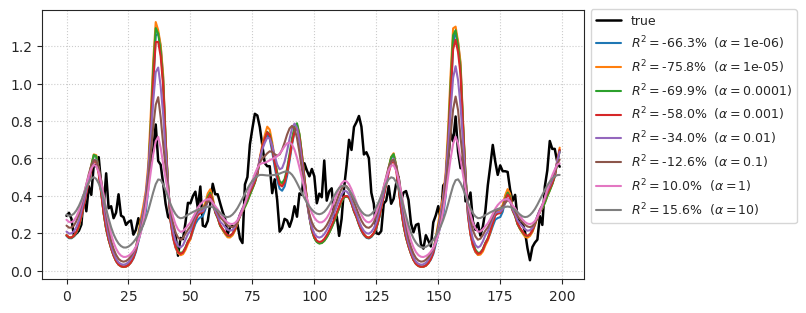 true
R² = -66.3% (α = 1e-06)
R² = -75.8% (α = 1e-05)
R² = -69.9% (α = 0.0001)
R² = -58.0% (α = 0.001)
R² = -34.0% (α = 0.01)
R² = -12.6% (α = 0.1)
R² = 10.0% (α = 1)
R² = 15.6% (α = 10)
1.2
1.0
0.8
0.6
0.4
0.2
0.0
0 25 50 75 100 125 150 175 200